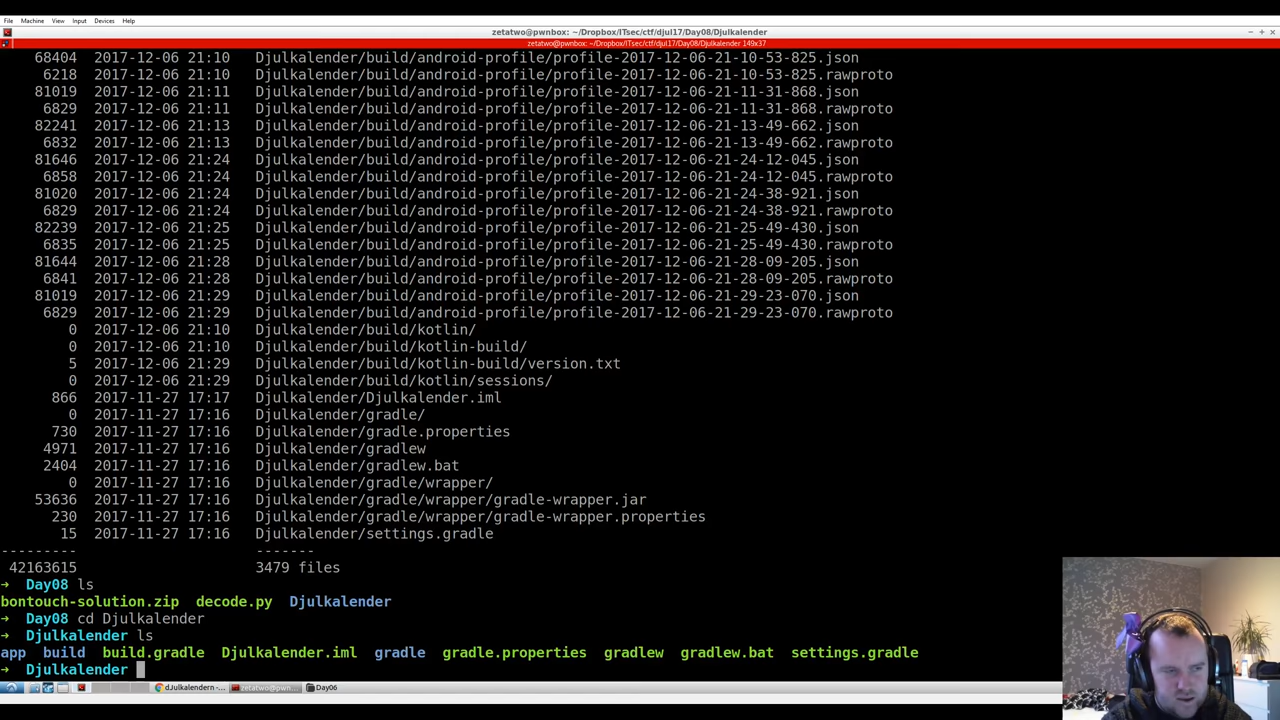 File Machine View Input Devices Help
zetatwo@pwnbox: ~/Dropbox/ITsec/ctf/djul17/Day08/Djulkalender
zetatwo@pwnbox: ~/Dropbox/ITsec/ctf/djul17/Day08/Djulkalender 149x37
68404 2017-12-06 21:10 Djulkalender/build/android-profile/profile-2017-12-06-21-10-53-825.json
6218 2017-12-06 21:10 Djulkalender/build/android-profile/profile-2017-12-06-21-10-53-825.rawproto
81019 2017-12-06 21:11 Djulkalender/build/android-profile/profile-2017-12-06-21-11-31-868.json
6829 2017-12-06 21:11 Djulkalender/build/android-profile/profile-2017-12-06-21-11-31-868.rawproto
82241 2017-12-06 21:13 Djulkalender/build/android-profile/profile-2017-12-06-21-13-49-662.json
6832 2017-12-06 21:13 Djulkalender/build/android-profile/profile-2017-12-06-21-13-49-662.rawproto
81646 2017-12-06 21:24 Djulkalender/build/android-profile/profile-2017-12-06-21-24-12-045.json
6858 2017-12-06 21:24 Djulkalender/build/android-profile/profile-2017-12-06-21-24-12-045.rawproto
81020 2017-12-06 21:24 Djulkalender/build/android-profile/profile-2017-12-06-21-24-38-921.json
6829 2017-12-06 21:24 Djulkalender/build/android-profile/profile-2017-12-06-21-24-38-921.rawproto
82239 2017-12-06 21:25 Djulkalender/build/android-profile/profile-2017-12-06-21-25-49-430.json
6835 2017-12-06 21:25 Djulkalender/build/android-profile/profile-2017-12-06-21-25-49-430.rawproto
81644 2017-12-06 21:28 Djulkalender/build/android-profile/profile-2017-12-06-21-28-09-205.json
6841 2017-12-06 21:28 Djulkalender/build/android-profile/profile-2017-12-06-21-28-09-205.rawproto
81019 2017-12-06 21:29 Djulkalender/build/android-profile/profile-2017-12-06-21-29-23-070.json
6829 2017-12-06 21:29 Djulkalender/build/android-profile/profile-2017-12-06-21-29-23-070.rawproto
0 2017-12-06 21:10 Djulkalender/build/kotlin/
0 2017-12-06 21:10 Djulkalender/build/kotlin-build/
5 2017-12-06 21:29 Djulkalender/build/kotlin-build/version.txt
0 2017-12-06 21:29 Djulkalender/build/kotlin/sessions/
866 2017-11-27 17:17 Djulkalender/Djulkalender.iml
0 2017-11-27 17:16 Djulkalender/gradle/
730 2017-11-27 17:16 Djulkalender/gradle.properties
4971 2017-11-27 17:16 Djulkalender/gradlew
2404 2017-11-27 17:16 Djulkalender/gradlew.bat
0 2017-11-27 17:16 Djulkalender/gradle/wrapper/
53636 2017-11-27 17:16 Djulkalender/gradle/wrapper/gradle-wrapper.jar
230 2017-11-27 17:16 Djulkalender/gradle/wrapper/gradle-wrapper.properties
15 2017-11-27 17:16 Djulkalender/settings.gradle
--------- -------
42163615 3479 files
→ Day08 ls
bontouch-solution.zip decode.py Djulkalender
→ Day08 cd Djulkalender
→ Djulkalender ls
app build build.gradle Djulkalender.iml gradle gradle.properties gradlew gradlew.bat settings.gradle
→ Djulkalender
dJulkalendern -... zetatwo@pwn... Day06